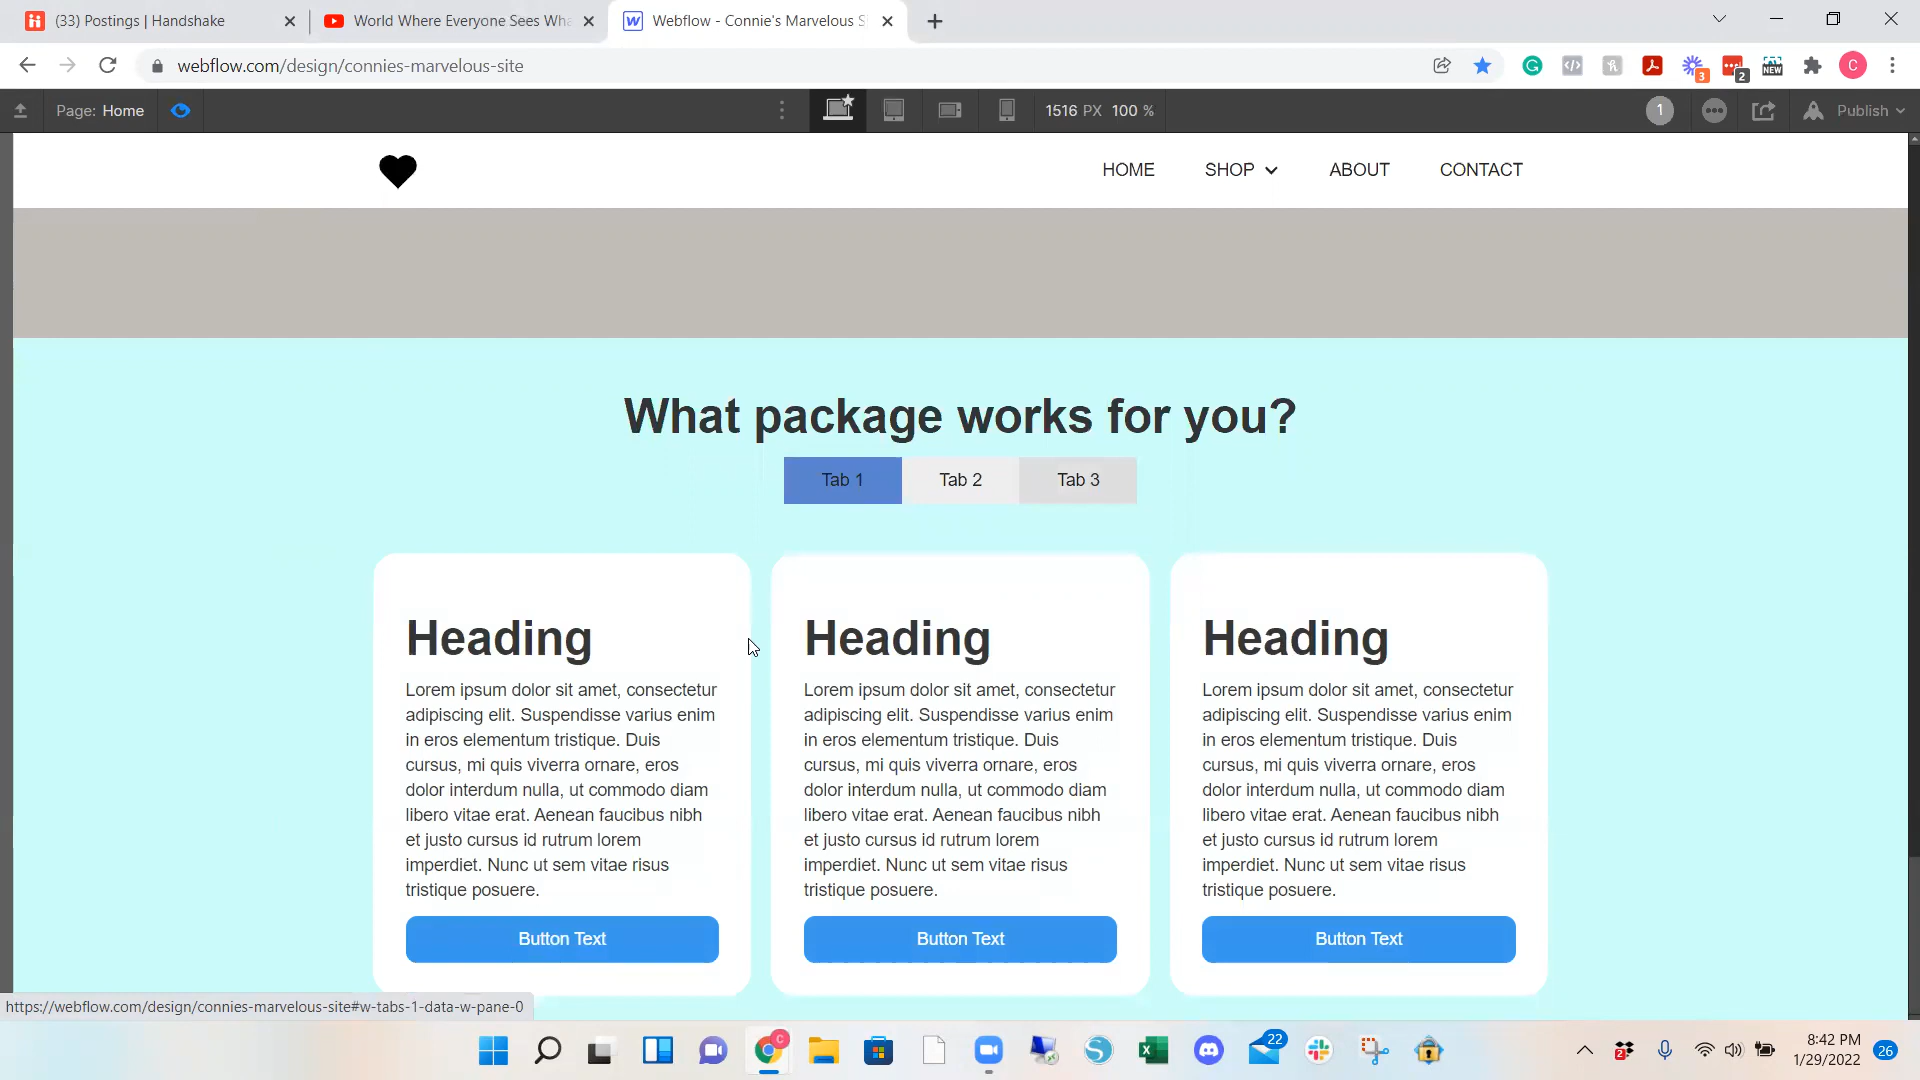 (33) Postings | Handshake
World Where Everyone Sees Wha
Webflow - Connie's Marvelous S
webflow.com/design/connies-marvelous-site
3
2
NEW
C
Page: Home
1516 PX 100 %
1
Publish
HOME
SHOP
ABOUT
CONTACT
What package works for you?
Tab 1
Tab 2
Tab 3
Heading
Lorem ipsum dolor sit amet, consectetur
adipiscing elit. Suspendisse varius enim
in eros elementum tristique. Duis
cursus, mi quis viverra ornare, eros
dolor interdum nulla, ut commodo diam
libero vitae erat. Aenean faucibus nibh
et justo cursus id rutrum lorem
imperdiet. Nunc ut sem vitae risus
tristique posuere.
Button Text
Heading
Lorem ipsum dolor sit amet, consectetur
adipiscing elit. Suspendisse varius enim
in eros elementum tristique. Duis
cursus, mi quis viverra ornare, eros
dolor interdum nulla, ut commodo diam
libero vitae erat. Aenean faucibus nibh
et justo cursus id rutrum lorem
imperdiet. Nunc ut sem vitae risus
tristique posuere.
Button Text
Heading
Lorem ipsum dolor sit amet, consectetur
adipiscing elit. Suspendisse varius enim
in eros elementum tristique. Duis
cursus, mi quis viverra ornare, eros
dolor interdum nulla, ut commodo diam
libero vitae erat. Aenean faucibus nibh
et justo cursus id rutrum lorem
imperdiet. Nunc ut sem vitae risus
tristique posuere.
Button Text
https://webflow.com/design/connies-marvelous-site#w-tabs-1-data-w-pane-0
C
22
2
8:42 PM
1/29/2022
26